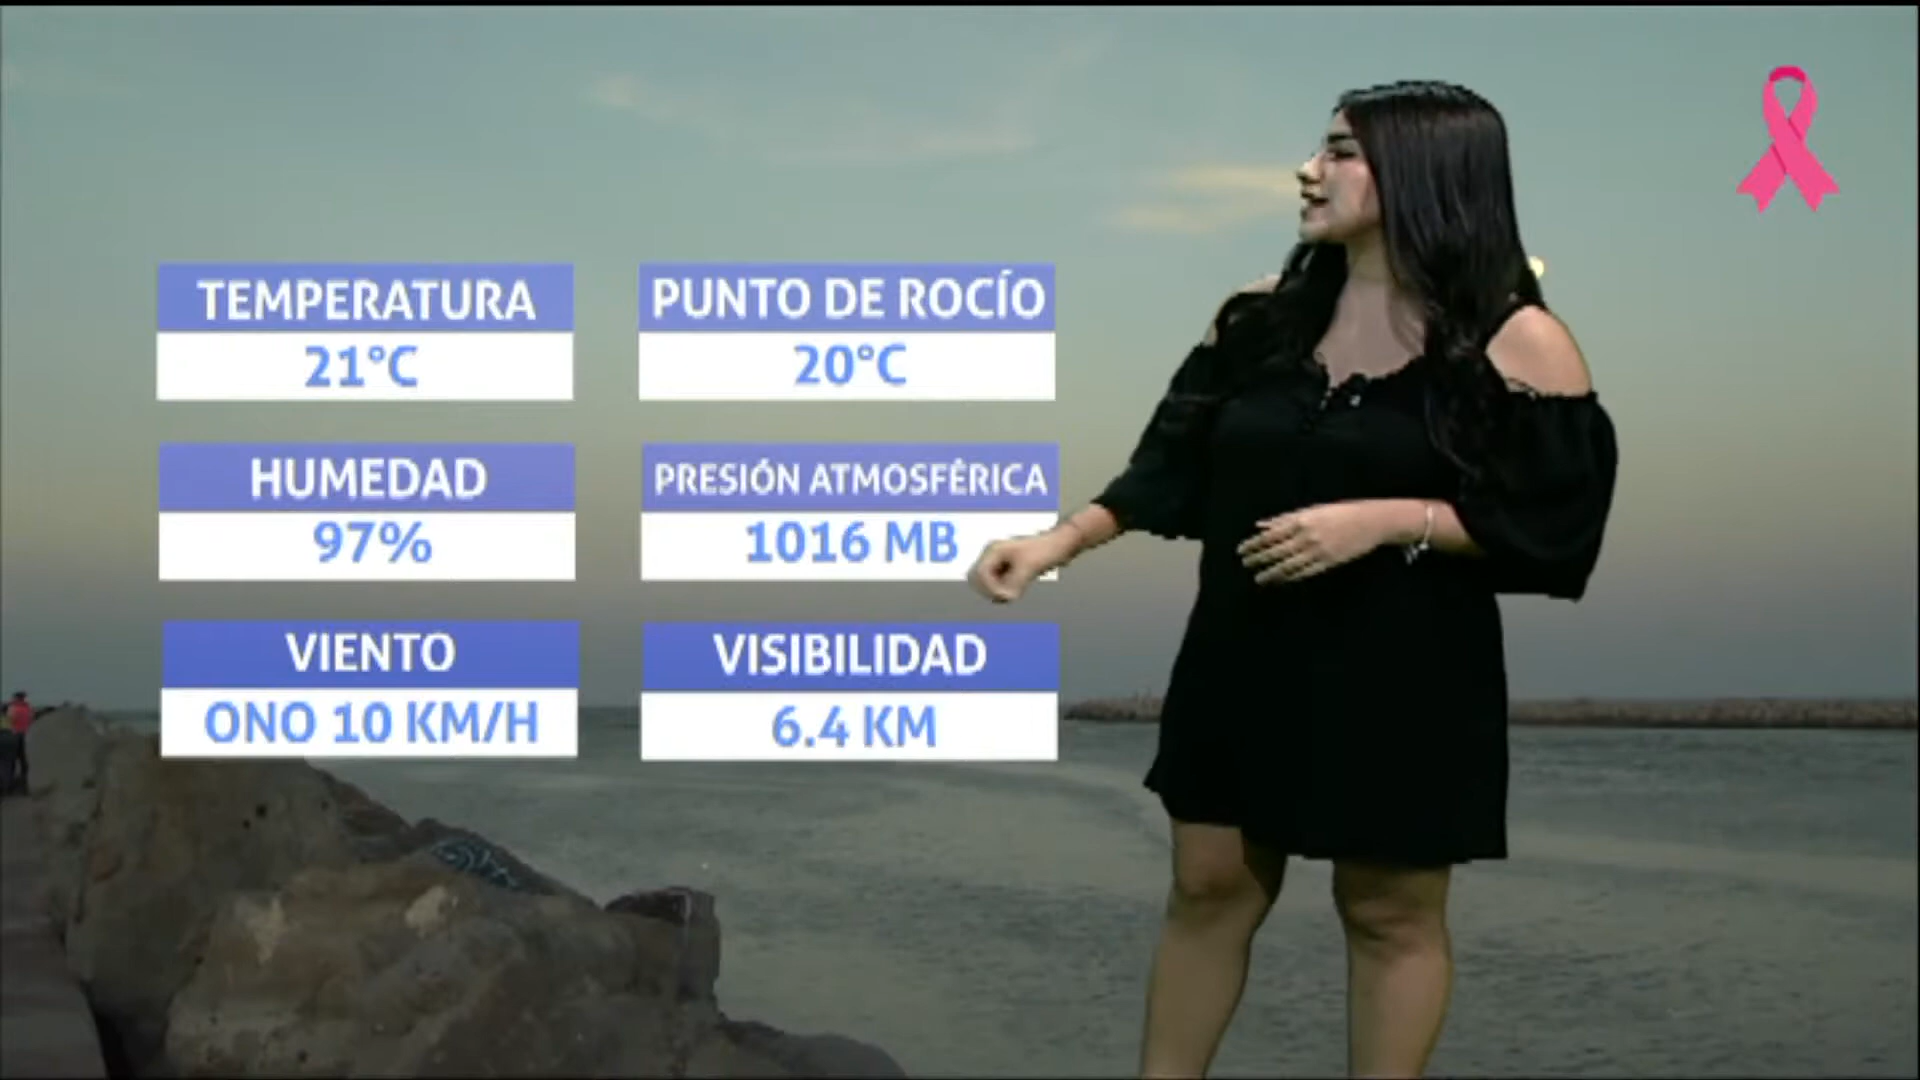 TEMPERATURA
21°C
PUNTO DE ROCÍO
20°C
HUMEDAD
97%
PRESIÓN ATMOSFÉRICA
1016 MB
VIENTO
ONO 10 KM/H
VISIBILIDAD
6.4 KM